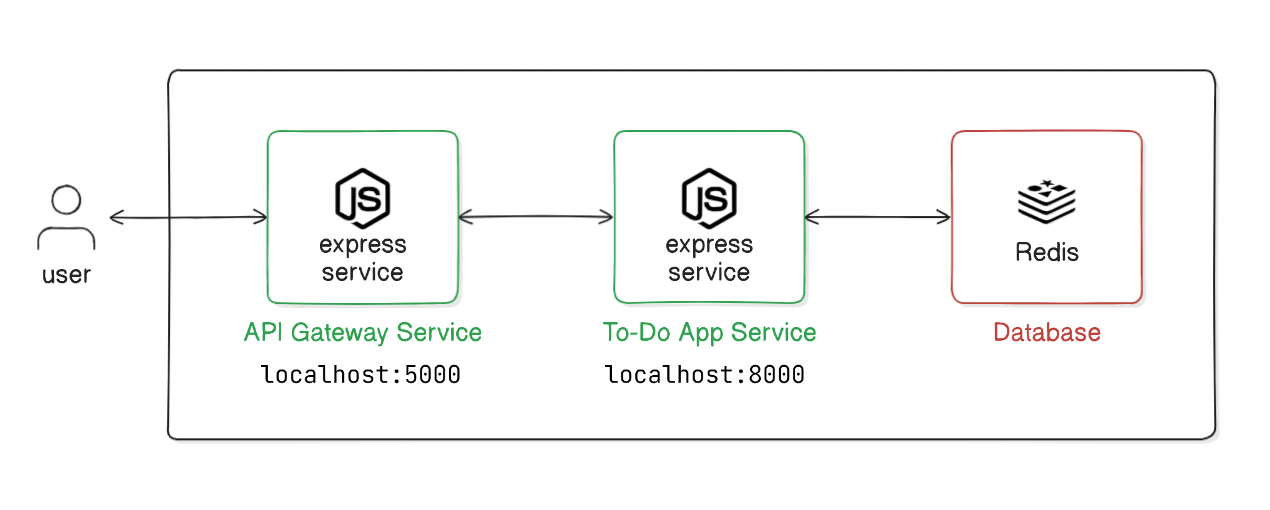 user
JS
express
service
API Gateway Service
localhost:5000
JS
express
service
To-Do App Service
localhost:8000
Redis
Database